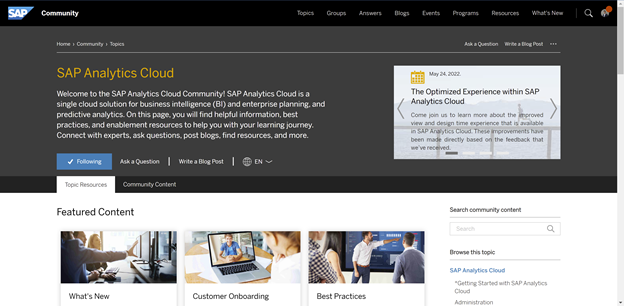 SAP Community
Topics Groups Answers Blogs Events Programs Resources What's New
Home › Community › Topics
Ask a Question Write a Blog Post ...
SAP Analytics Cloud
Welcome to the SAP Analytics Cloud Community! SAP Analytics Cloud is a
single cloud solution for business intelligence (BI) and enterprise planning, and
predictive analytics. On this page, you will find helpful information, best
practices, and enablement resources to help you with your learning journey.
Connect with experts, ask questions, post blogs, find resources, and more.
May 24, 2022
The Optimized Experience within SAP
Analytics Cloud
Come join us to learn more about the improved
view and design time experience that is available
in SAP Analytics Cloud. These improvements have
been made directly based on the feedback that
we've received.
Following Ask a Question Write a Blog Post EN
Topic Resources Community Content
Featured Content
What's New
Customer Onboarding
Best Practices
Search community content
Search
Browse this topic
SAP Analytics Cloud
*Getting Started with SAP Analytics
Cloud
Administration